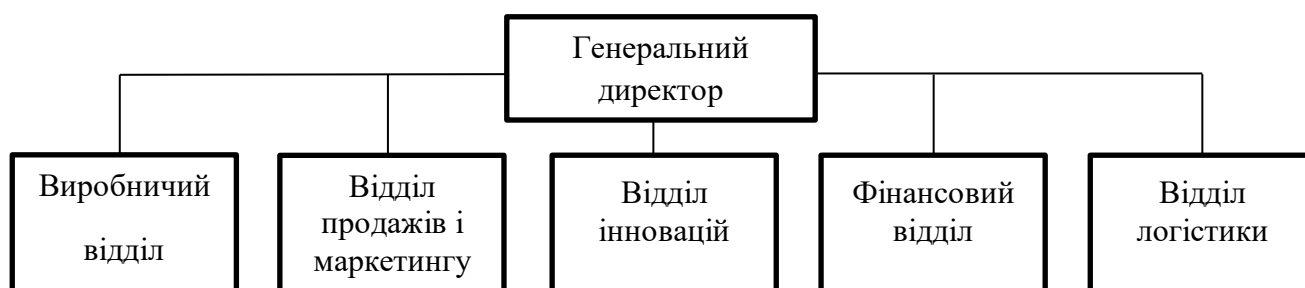 Генеральний
директор
Виробничий
відділ
Відділ
продажів і
маркетингу
Відділ
інновацій
Фінансовий
відділ
Відділ
логістики